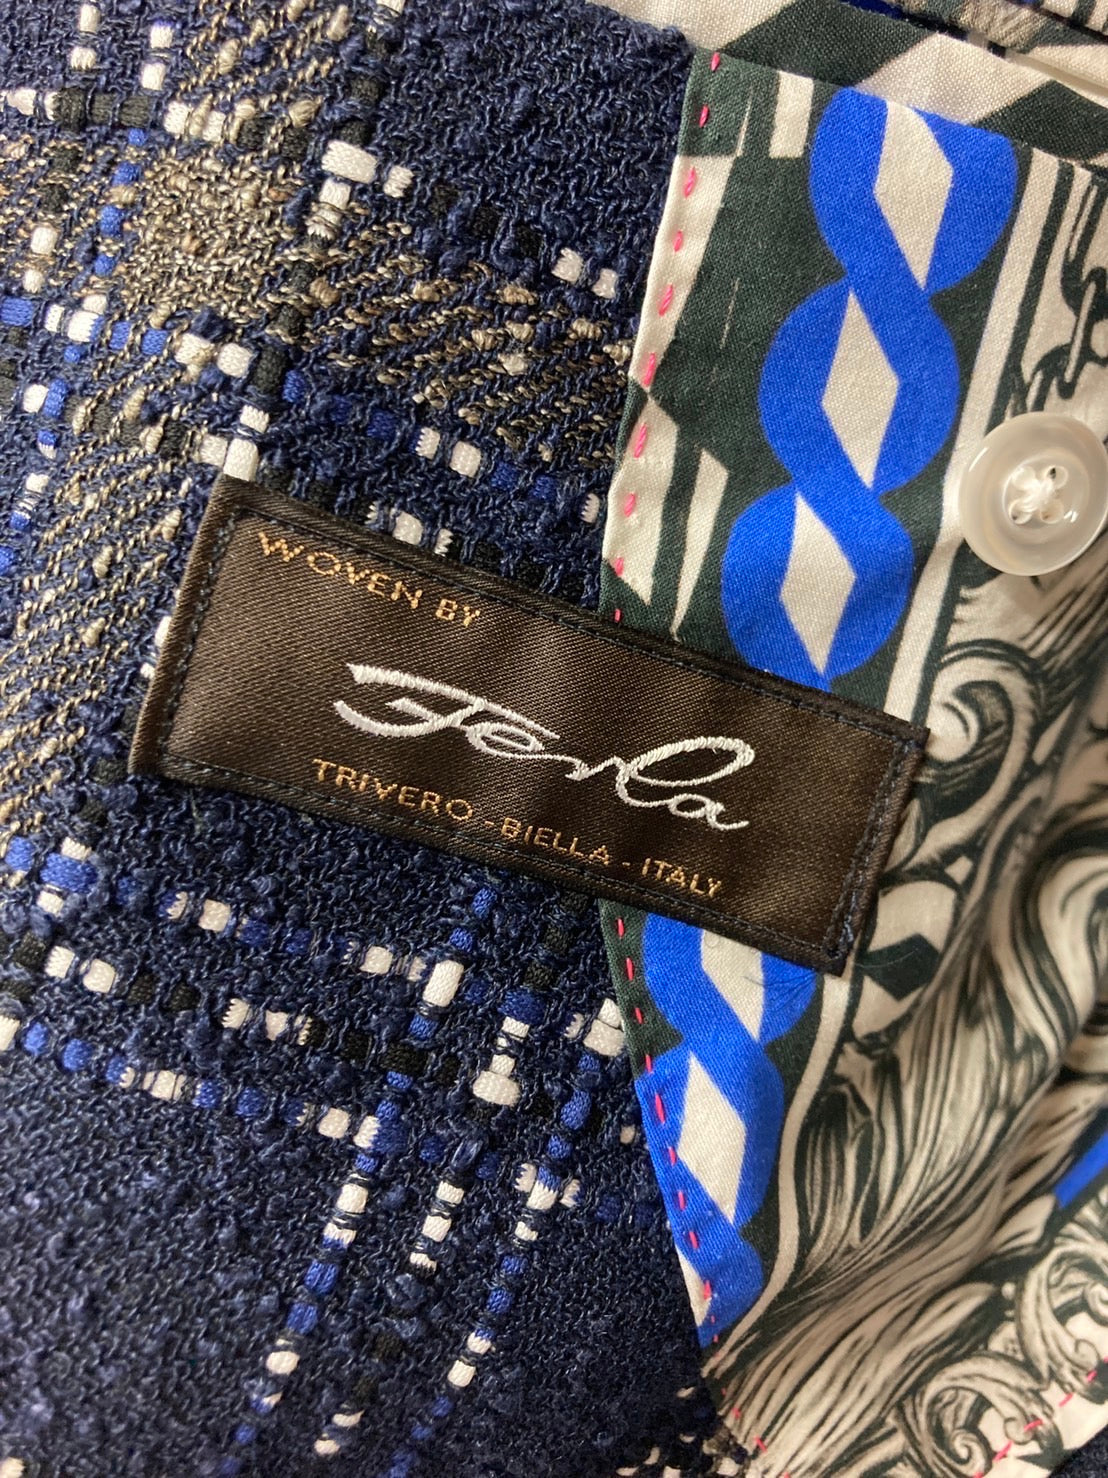 WOVEN BY
Ferla
TRIVERO - BIELLA - ITALY